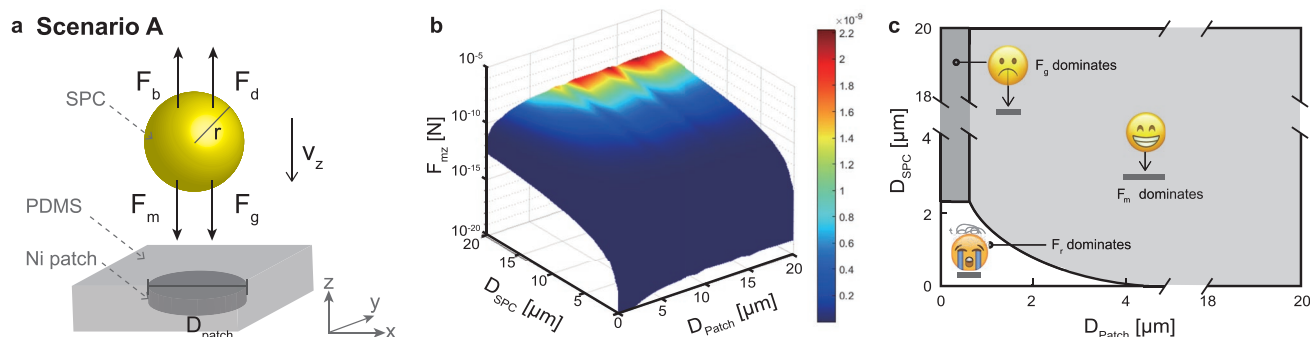 a Scenario A
F_b F_d
SPC
r
v_z
F_m F_g
PDMS
Ni patch
D_patch
z
y
x
b
F_mz [N]
10^-5
10^-10
10^-15
10^-20
20
15
10
5
0
D_SPC [μm]
0
5
10
15
20
D_Patch [μm]
×10^-9
2.2
2
1.8
1.6
1.4
1.2
1
0.8
0.6
0.4
0.2
c
D_SPC [μm]
20
18
4
2
0
F_g dominates
F_m dominates
F_r dominates
0 2 4 18 20
D_Patch [μm]